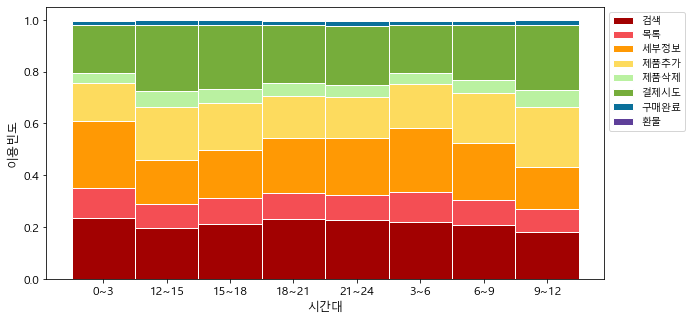 1.0
0.8
0.6
0.4
0.2
0.0
이용빈도
0~3
12~15
15~18
18~21
21~24
3~6
6~9
9~12
시간대
검색
목록
세부정보
제품추가
제품삭제
결제시도
구매완료
환불